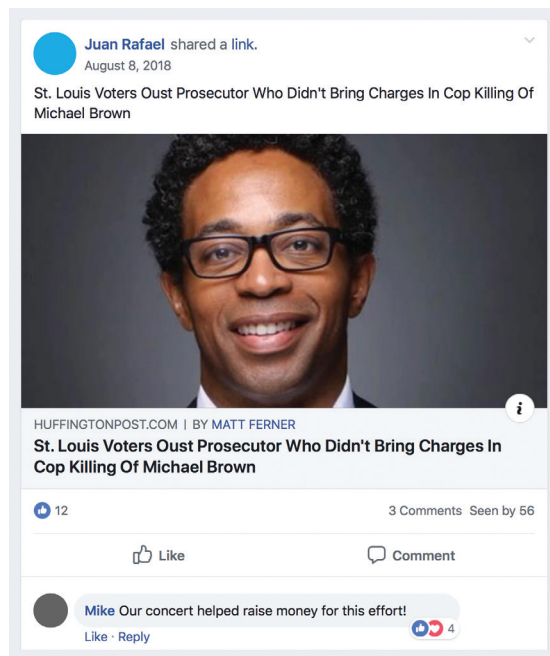 Juan Rafael shared a link.
August 8, 2018
St. Louis Voters Oust Prosecutor Who Didn't Bring Charges In Cop Killing Of
Michael Brown
i
HUFFINGTONPOST.COM | BY MATT FERNER
St. Louis Voters Oust Prosecutor Who Didn't Bring Charges In
Cop Killing Of Michael Brown
12 3 Comments Seen by 56
Like Comment
Mike Our concert helped raise money for this effort!
4
Like · Reply